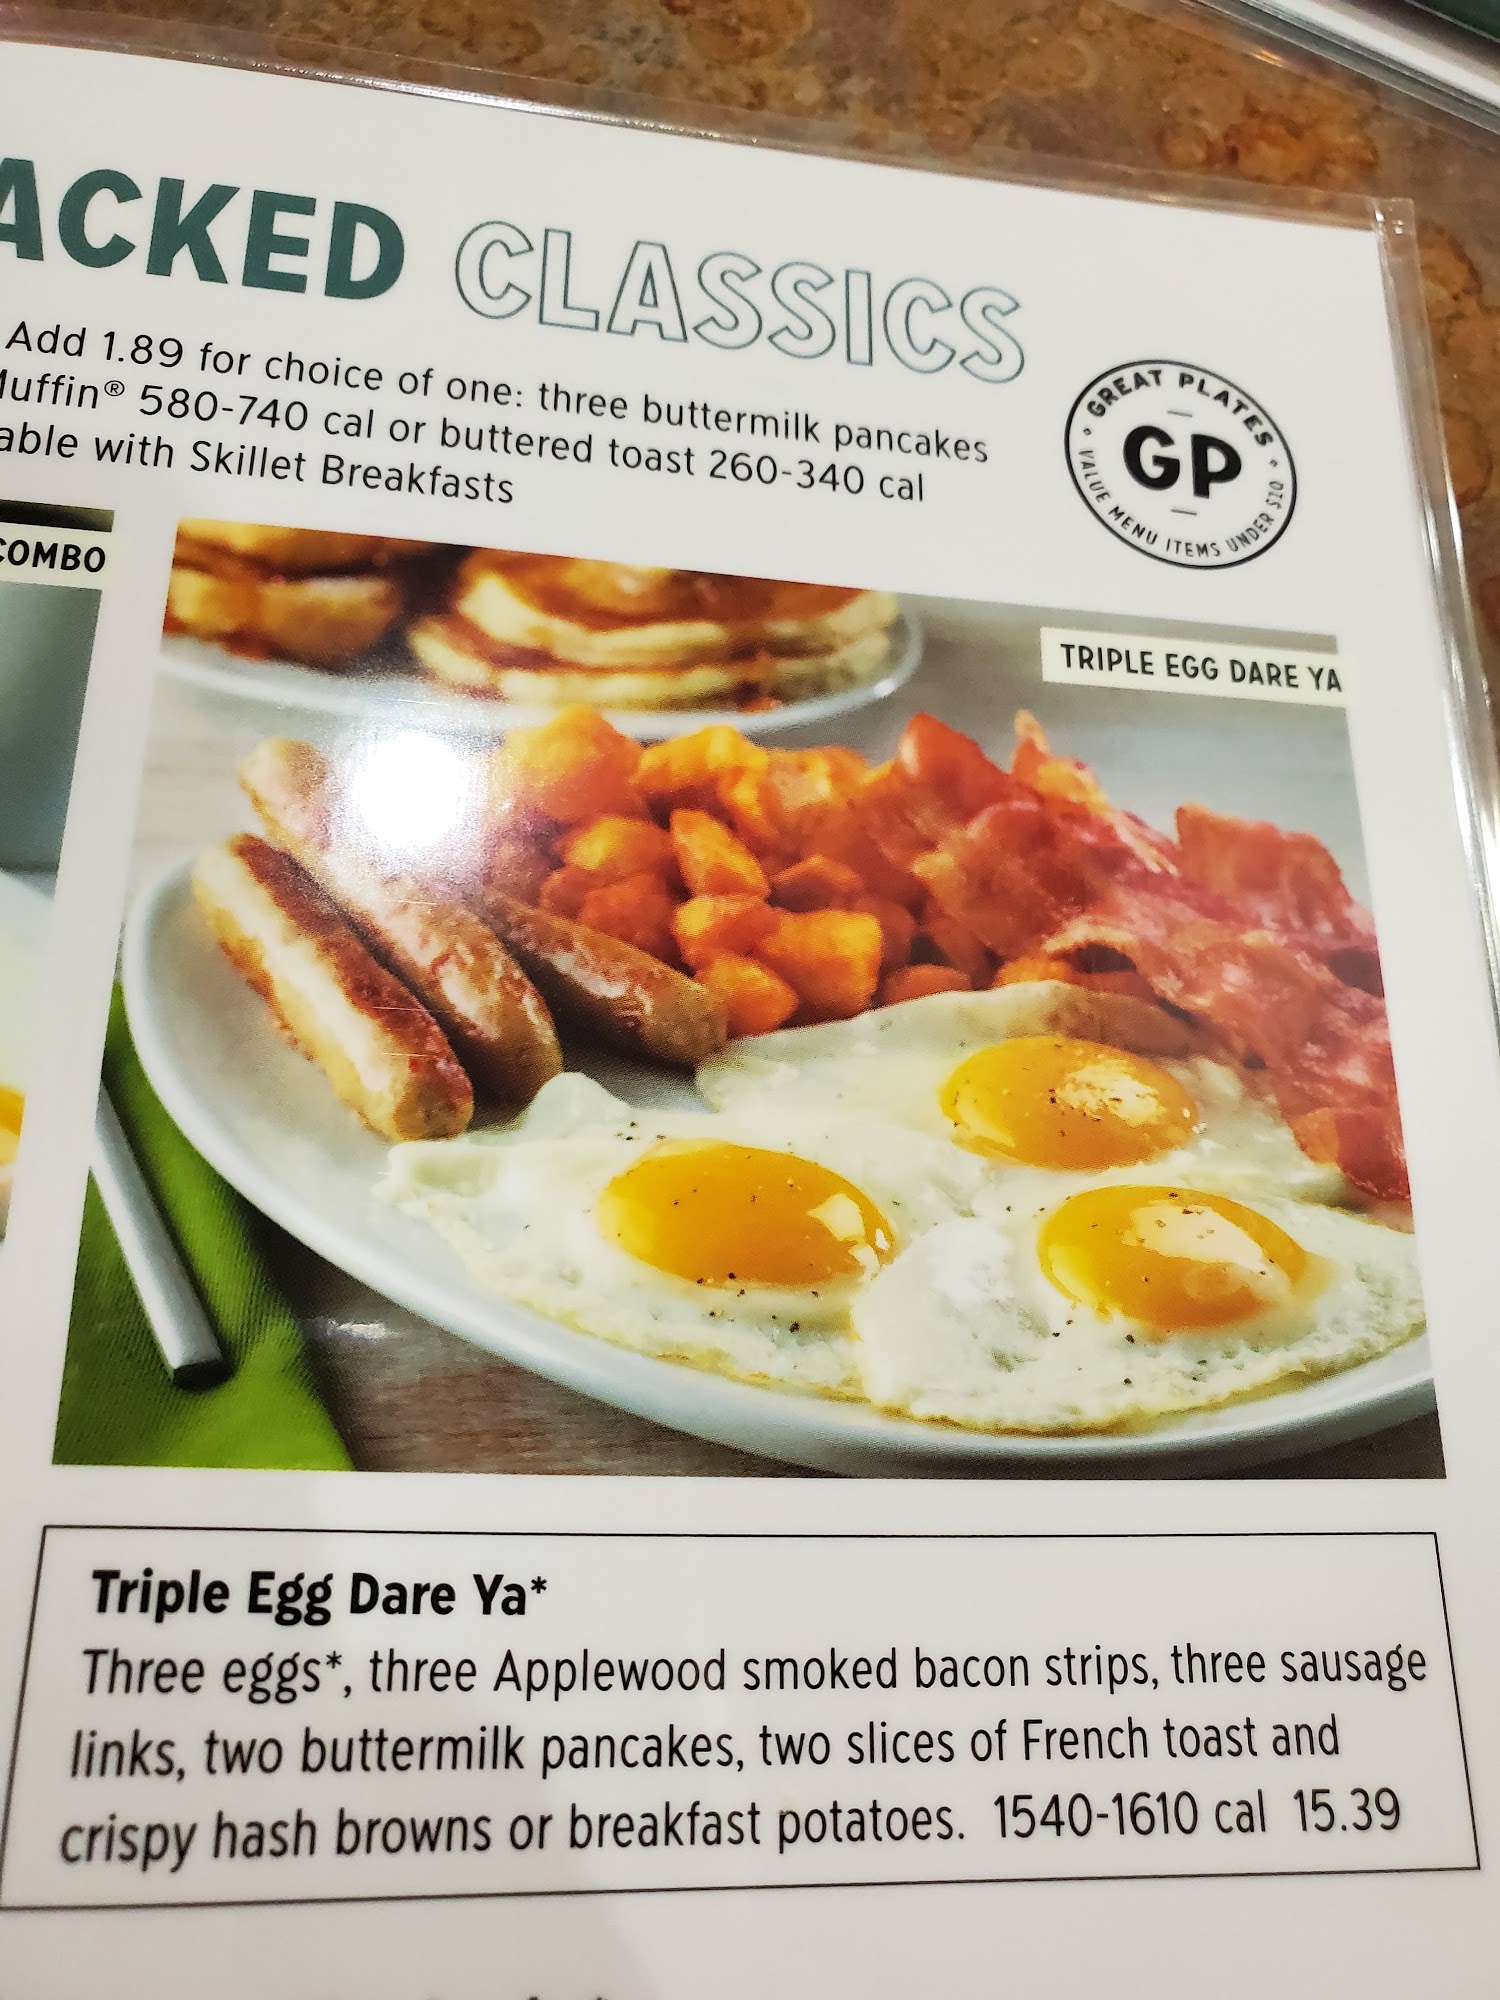 ACKED CLASSICS
Add 1.89 for choice of one: three buttermilk pancakes
Muffin® 580-740 cal or buttered toast 260-340 cal
able with Skillet Breakfasts
GREAT PLATES
GP
VALUE MENU ITEMS UNDER $10
COMBO
TRIPLE EGG DARE YA
Triple Egg Dare Ya*
Three eggs*, three Applewood smoked bacon strips, three sausage
links, two buttermilk pancakes, two slices of French toast and
crispy hash browns or breakfast potatoes. 1540-1610 cal 15.39